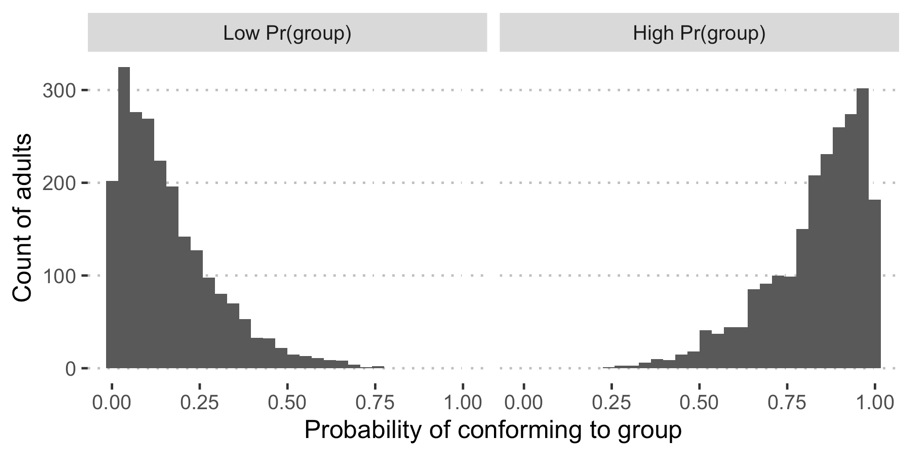 Low Pr(group)
High Pr(group)
Count of adults
300
200
100
0
0.00 0.25 0.50 0.75 1.00
0.00 0.25 0.50 0.75 1.00
Probability of conforming to group